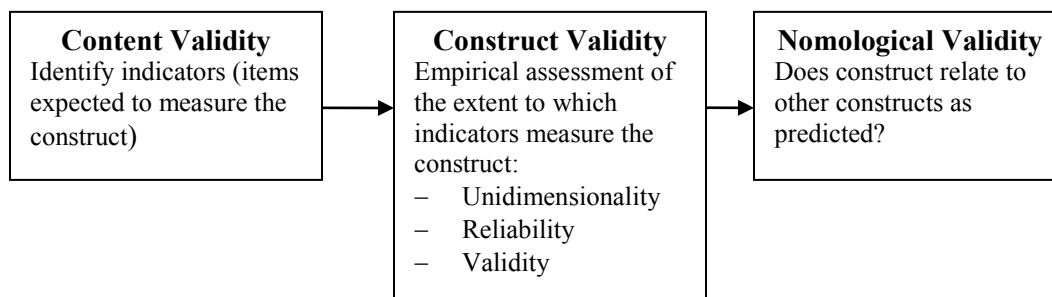 Content Validity
Identify indicators (items
expected to measure the
construct)
Construct Validity
Empirical assessment of
the extent to which
indicators measure the
construct:
– Unidimensionality
– Reliability
– Validity
Nomological Validity
Does construct relate to
other constructs as
predicted?